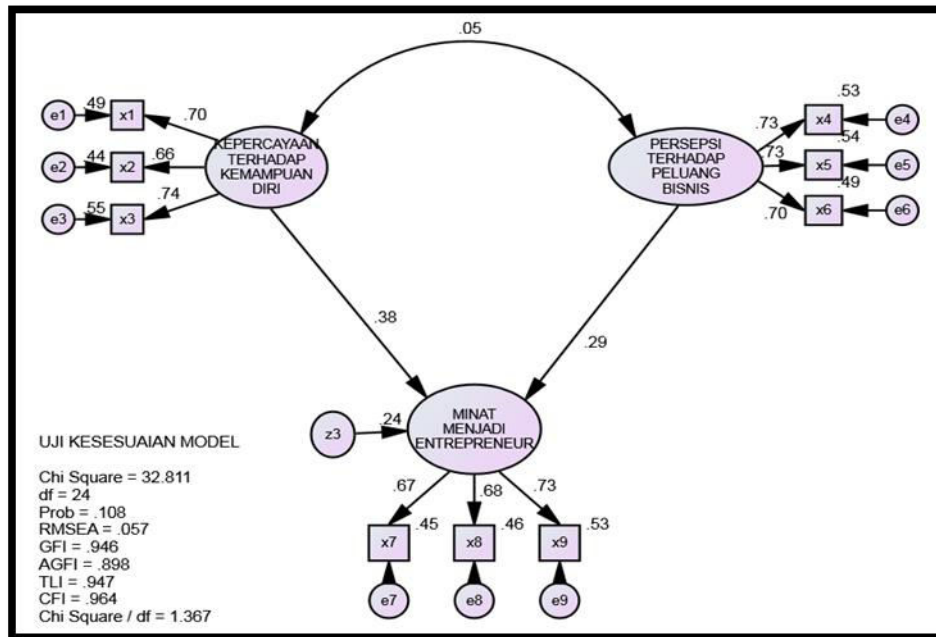 .05
e1
.49
x1
.70
e2
.44
x2
.66
e3
.55
x3
.74
KEPERCAYAAN
TERHADAP
KEMAMPUAN
DIRI
PERSEPSI
TERHADAP
PELUANG
BISNIS
.53
.73
x4
e4
.54
.73
x5
e5
.49
.70
x6
e6
.38
.29
z3
.24
MINAT
MENJADI
ENTREPRENEUR
.67
.68
.73
x7
.45
x8
.46
x9
.53
e7
e8
e9
UJI KESESUAIAN MODEL
Chi Square = 32.811
df = 24
Prob = .108
RMSEA = .057
GFI = .946
AGFI = .898
TLI = .947
CFI = .964
Chi Square / df = 1.367